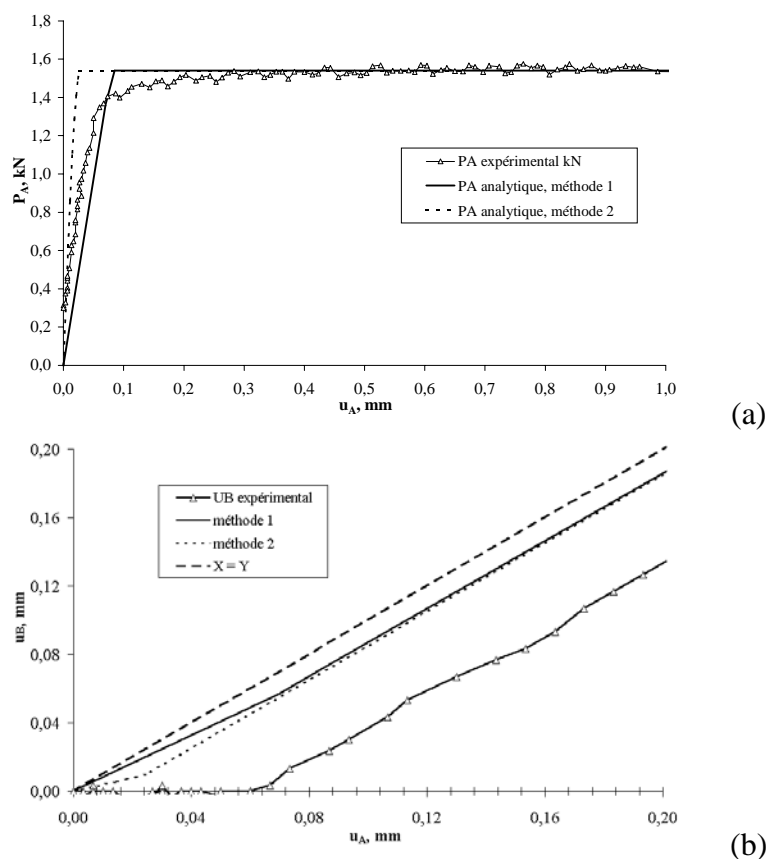 1,8
1,6
1,4
1,2
1,0
0,8
0,6
0,4
0,2
0,0
P_A, kN
PA expérimental kN
PA analytique, méthode 1
PA analytique, méthode 2
0,0 0,1 0,2 0,3 0,4 0,5 0,6 0,7 0,8 0,9 1,0
u_A, mm
(a)
0,20
0,16
0,12
0,08
0,04
0,00
u_B, mm
UB expérimental
méthode 1
méthode 2
X = Y
0,00 0,04 0,08 0,12 0,16 0,20
u_A, mm
(b)